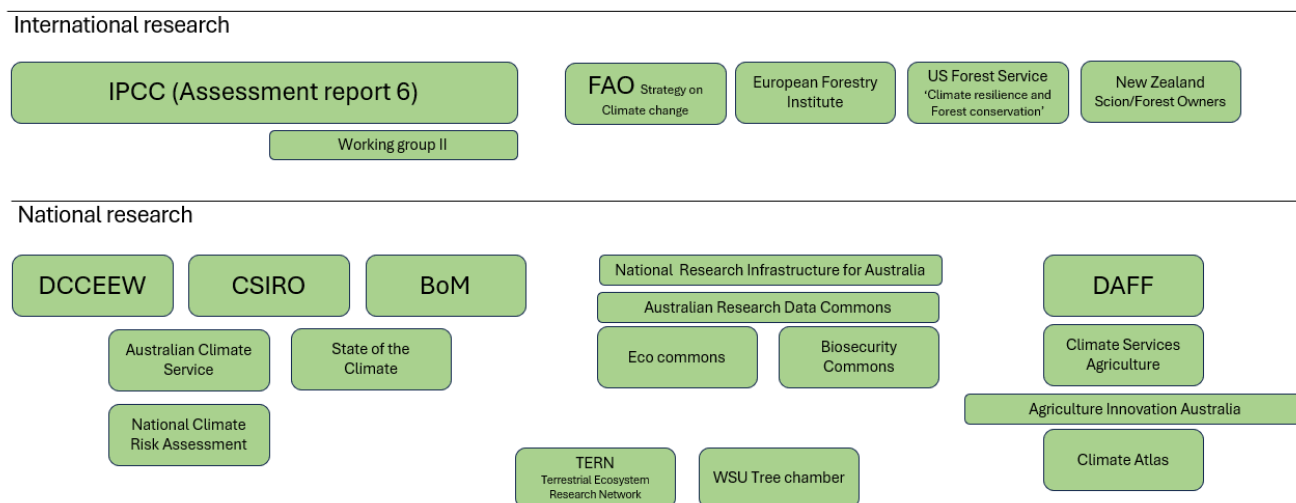 International research
IPCC (Assessment report 6)
Working group II
FAO Strategy on
Climate change
European Forestry
Institute
US Forest Service
‘Climate resilience and
Forest conservation’
New Zealand
Scion/Forest Owners
National research
DCCEEW
CSIRO
BoM
Australian Climate
Service
State of the
Climate
National Climate
Risk Assessment
National Research Infrastructure for Australia
Australian Research Data Commons
Eco commons
Biosecurity
Commons
TERN
Terrestrial Ecosystem
Research Network
WSU Tree chamber
DAFF
Climate Services
Agriculture
Agriculture Innovation Australia
Climate Atlas